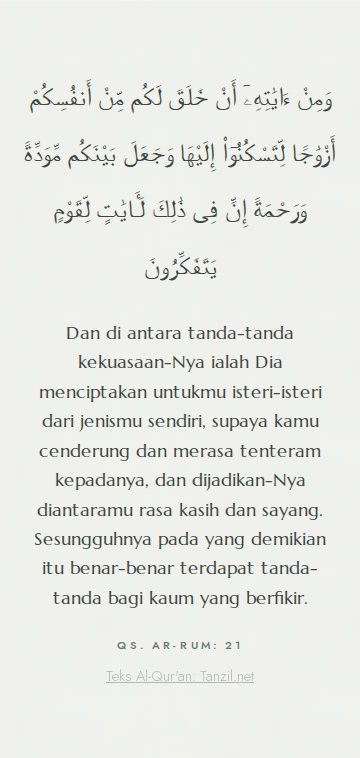 وَمِنْ ءَايَٰتِهِۦٓ أَنْ خَلَقَ لَكُم مِّنْ أَنفُسِكُمْ
أَزْوَٰجًا لِّتَسْكُنُوٓا۟ إِلَيْهَا وَجَعَلَ بَيْنَكُم مَّوَدَّةً
وَرَحْمَةً إِنَّ فِى ذَٰلِكَ لَـَٔايَٰتٍ لِّقَوْمٍ
يَتَفَكَّرُونَ
Dan di antara tanda-tanda
kekuasaan-Nya ialah Dia
menciptakan untukmu isteri-isteri
dari jenismu sendiri, supaya kamu
cenderung dan merasa tenteram
kepadanya, dan dijadikan-Nya
diantaramu rasa kasih dan sayang.
Sesungguhnya pada yang demikian
itu benar-benar terdapat tanda-
tanda bagi kaum yang berfikir.
QS. AR-RUM: 21
Teks Al-Qur'an: Tanzil.net